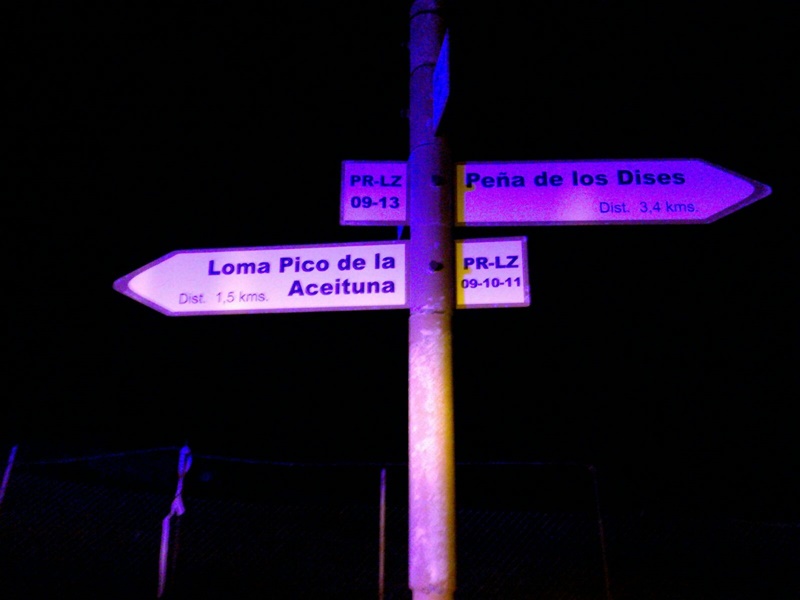 PR-LZ
09-13
Peña de los Dises
Dist. 3,4 kms.
Loma Pico de la
Aceituna
Dist. 1,5 kms.
PR-LZ
09-10-11